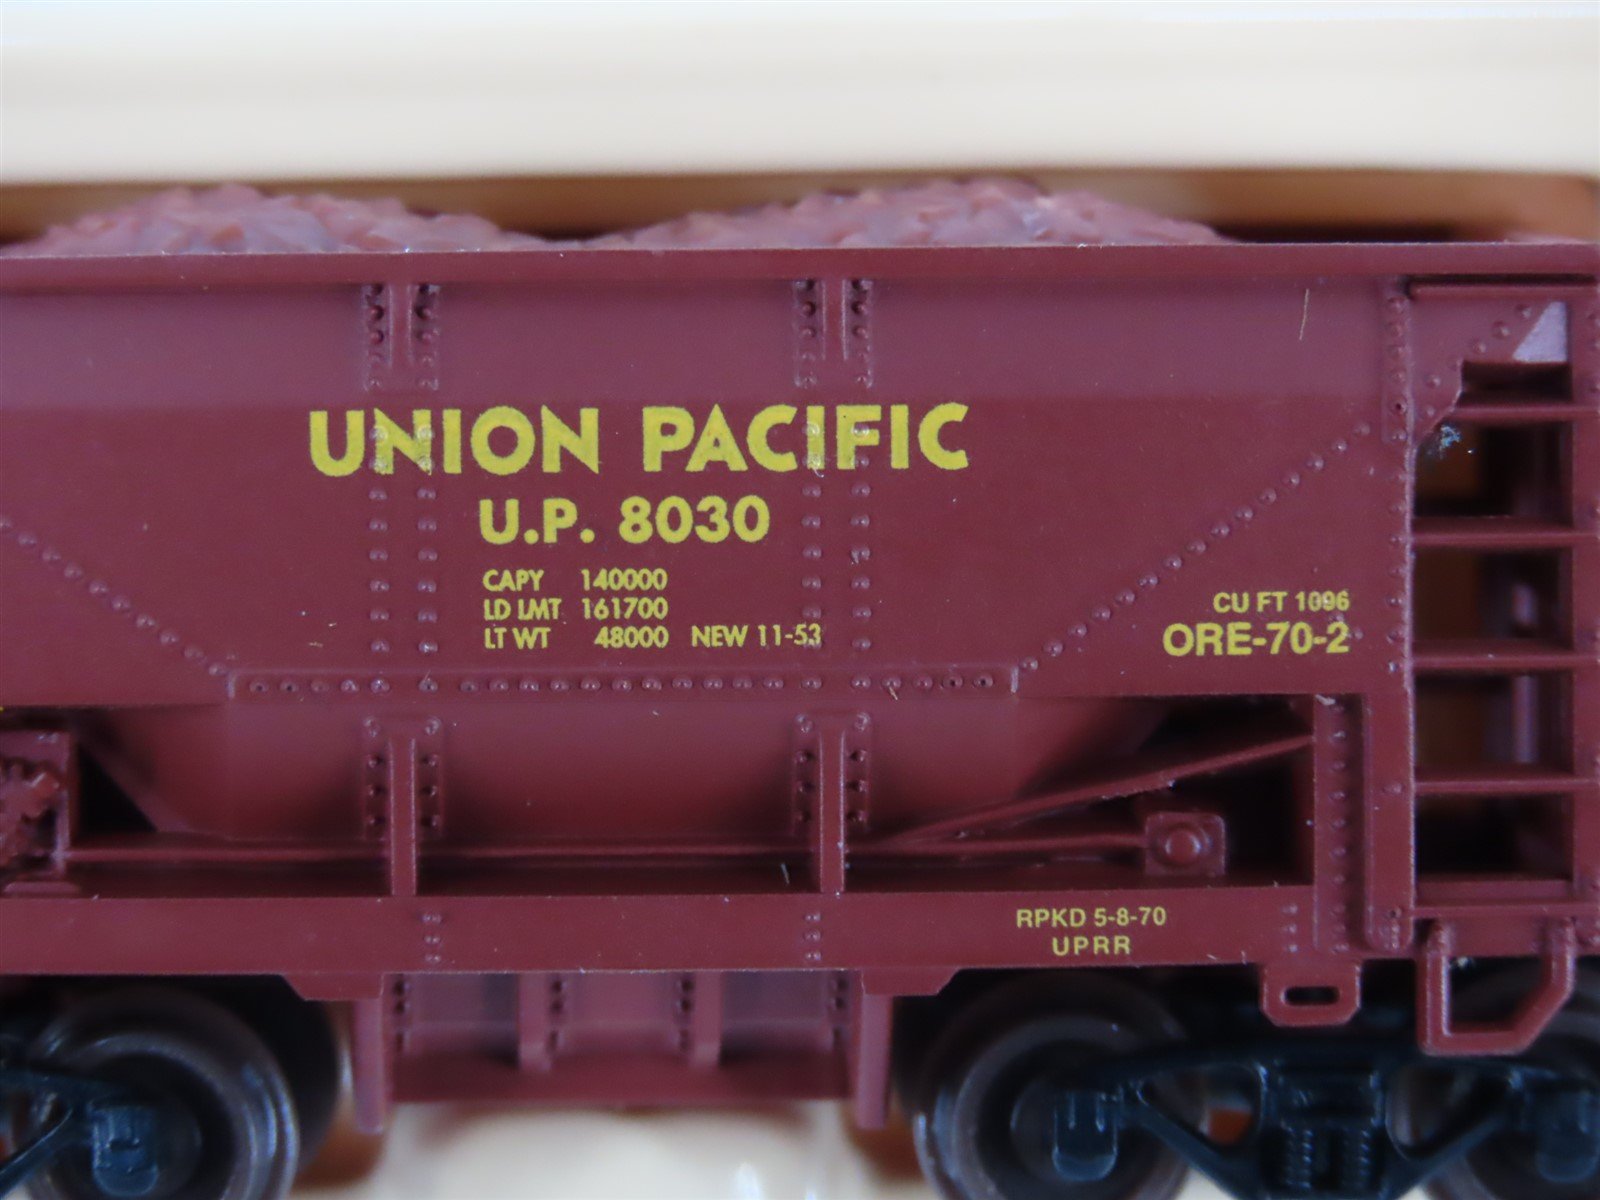 UNION PACIFIC
U.P. 8030
CAPY 140000
LD LMT 161700
LT WT 48000 NEW 11-53
CU FT 1096
ORE-70-2
RPKD 5-8-70
UPRR